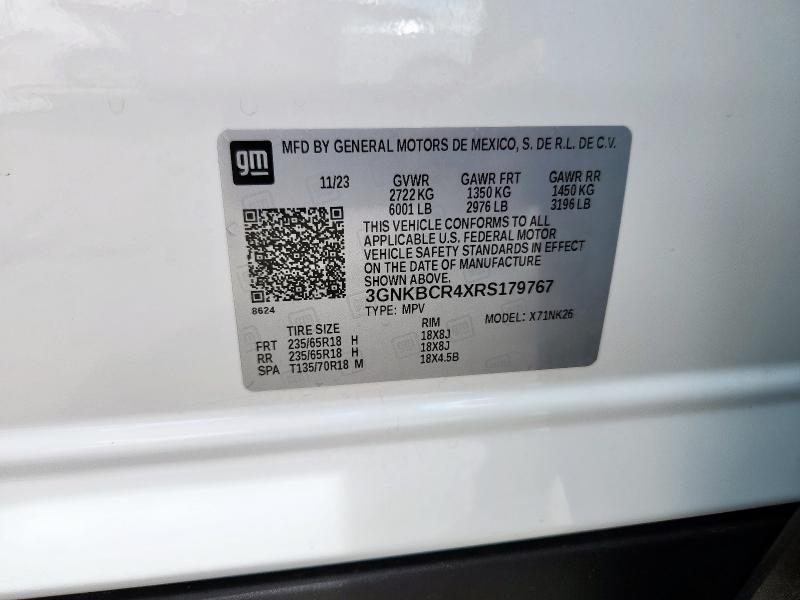 gm
MFD BY GENERAL MOTORS DE MEXICO, S. DE R.L. DE C.V.
11/23 GVWR GAWR FRT GAWR RR
2722 KG 1350 KG 1450 KG
6001 LB 2976 LB 3196 LB
THIS VEHICLE CONFORMS TO ALL
APPLICABLE U.S. FEDERAL MOTOR
VEHICLE SAFETY STANDARDS IN EFFECT
ON THE DATE OF MANUFACTURE
SHOWN ABOVE.
8624 3GNKBCR4XRS179767
TYPE: MPV MODEL: X71NK26
TIRE SIZE RIM
FRT 235/65R18 H 18X8J
RR 235/65R18 H 18X8J
SPA T135/70R18 M 18X4.5B